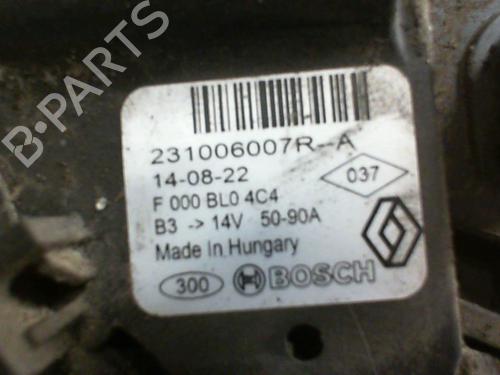 231006007R--A
14-08-22
037
F 000 BL0 4C4
B3 -> 14V 50-90A
Made In Hungary
300 BOSCH
B-PARTS